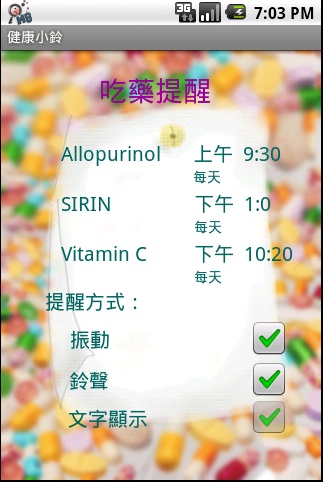 3G 7:03 PM
健康小鈴
吃藥提醒
Allopurinol 上午 9:30
每天
SIRIN 下午 1:0
每天
Vitamin C 下午 10:20
每天
提醒方式：
振動
鈴聲
文字顯示